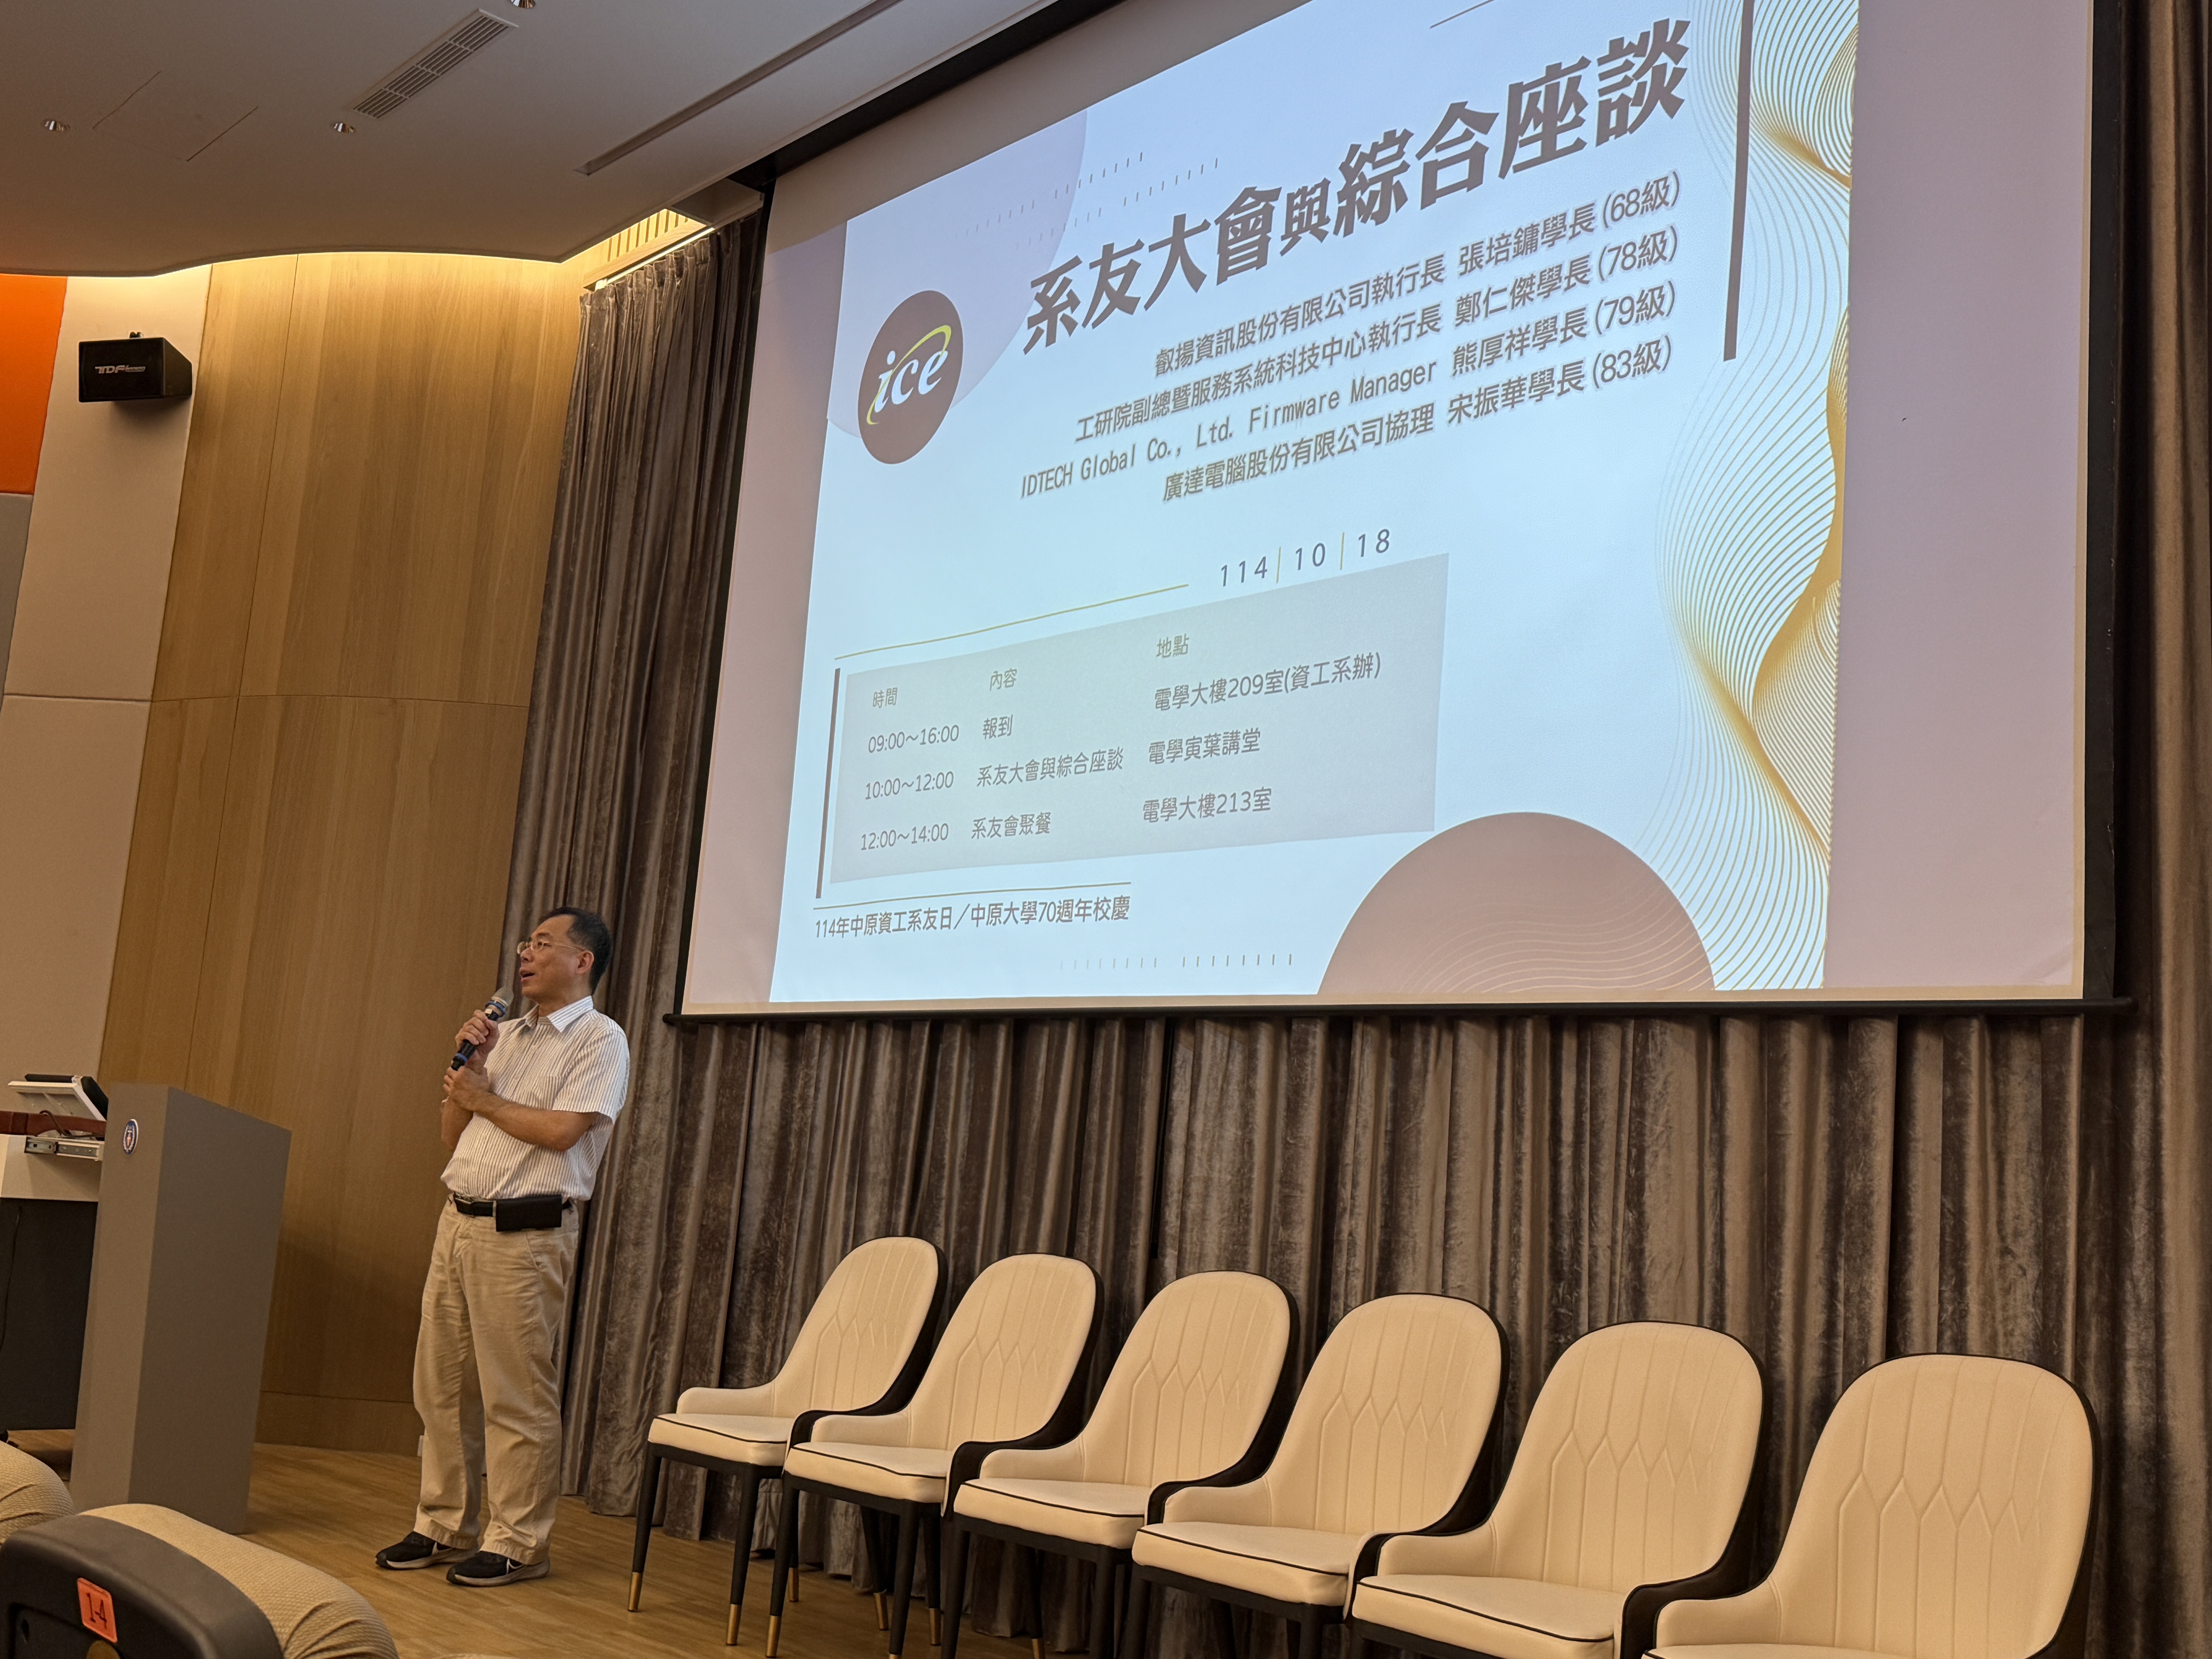 系友大會與綜合座談
叡揚資訊股份有限公司執行長 張培鏞學長 (68級)
工研院副總暨服務系統科技中心執行長 鄭仁傑學長 (78級)
IDTECH Global Co., Ltd. Firmware Manager 熊厚祥學長 (79級)
廣達電腦股份有限公司協理 宋振華學長 (83級)
ice
114 | 10 | 18
時間 內容 地點
09:00～16:00 報到 電學大樓209室(資工系辦)
10:00～12:00 系友大會與綜合座談 電學寅葉講堂
12:00～14:00 系友會聚餐 電學大樓213室
114年中原資工系友日／中原大學70週年校慶
TDF
1-4